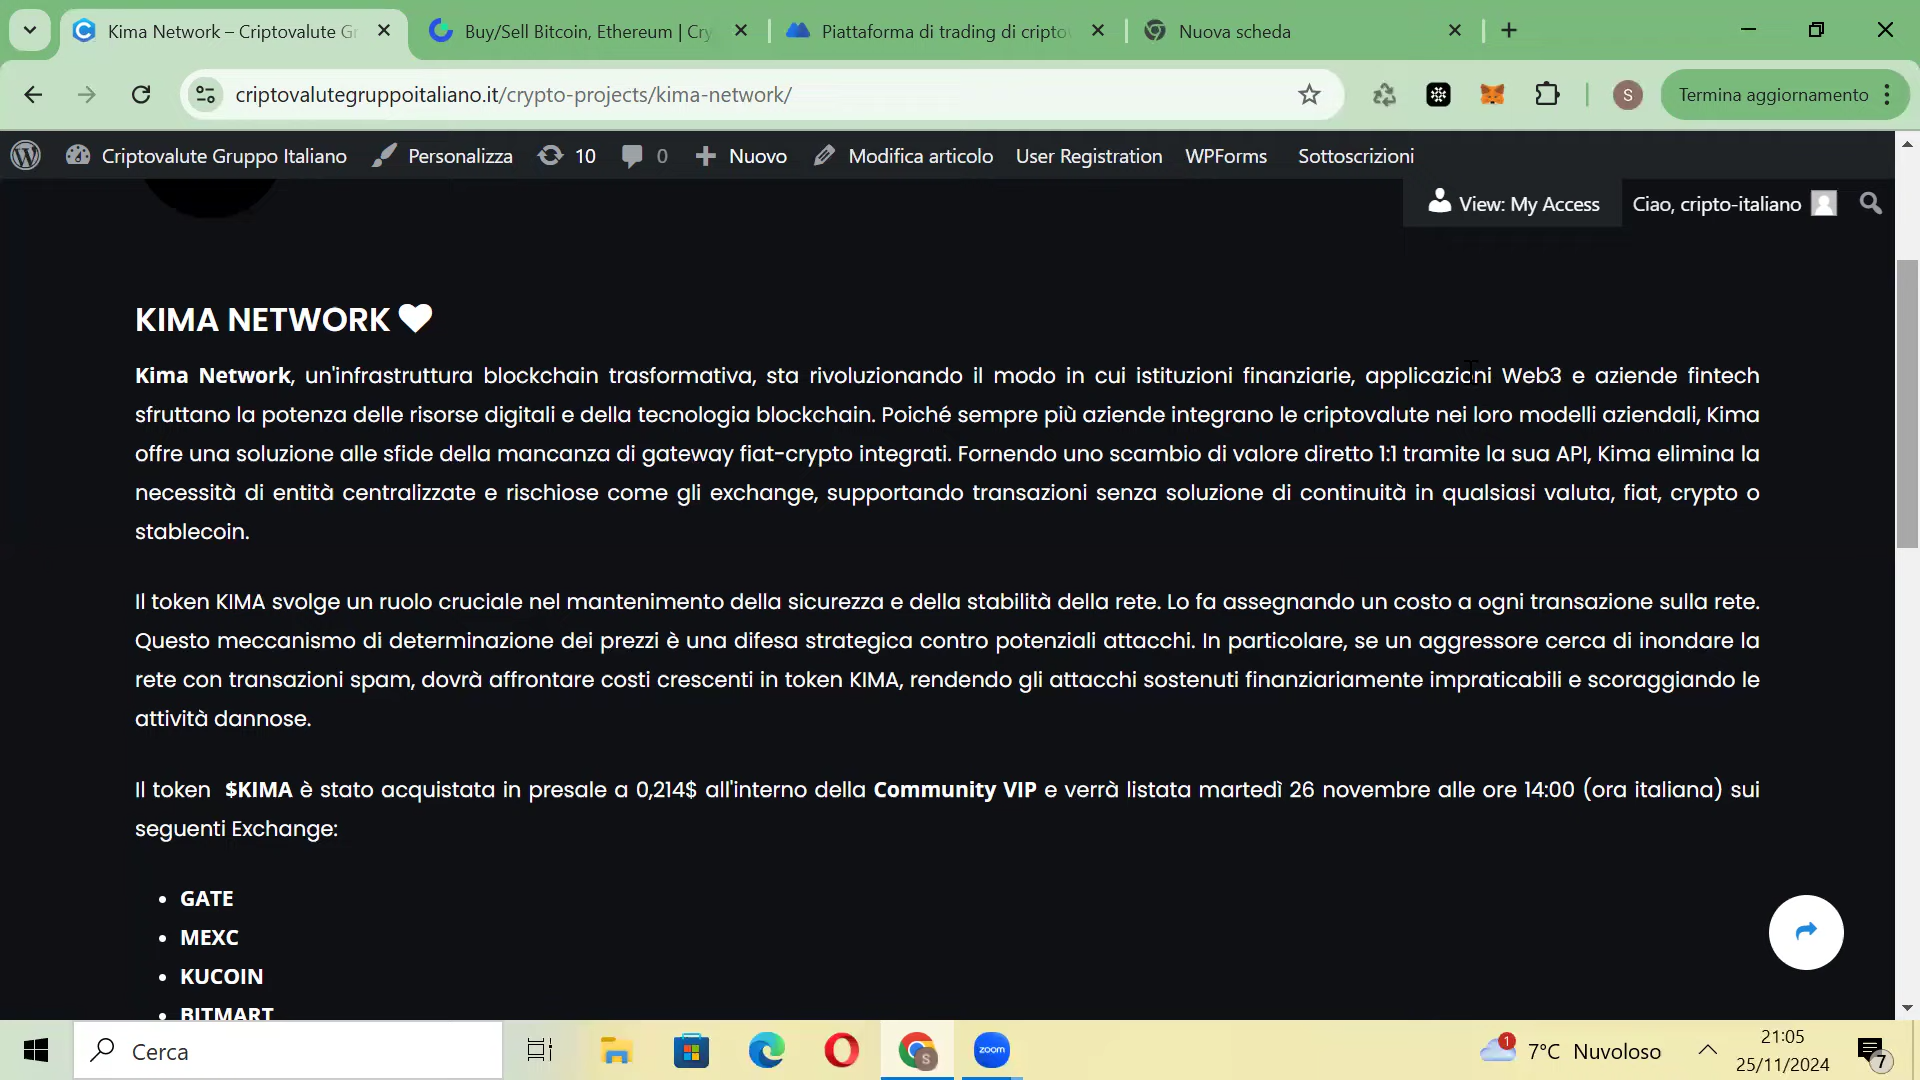 Kima Network – Criptovalute Gr
Buy/Sell Bitcoin, Ethereum | Cry
Piattaforma di trading di cripto
Nuova scheda
criptovalutegruppoitaliano.it/crypto-projects/kima-network/
S
Termina aggiornamento
Criptovalute Gruppo Italiano
Personalizza
10
0
Nuovo
Modifica articolo
User Registration
WPForms
Sottoscrizioni
View: My Access
Ciao, cripto-italiano
KIMA NETWORK
Kima Network, un'infrastruttura blockchain trasformativa, sta rivoluzionando il modo in cui istituzioni finanziarie, applicazioni Web3 e aziende fintech
sfruttano la potenza delle risorse digitali e della tecnologia blockchain. Poiché sempre più aziende integrano le criptovalute nei loro modelli aziendali, Kima
offre una soluzione alle sfide della mancanza di gateway fiat-crypto integrati. Fornendo uno scambio di valore diretto 1:1 tramite la sua API, Kima elimina la
necessità di entità centralizzate e rischiose come gli exchange, supportando transazioni senza soluzione di continuità in qualsiasi valuta, fiat, crypto o
stablecoin.
Il token KIMA svolge un ruolo cruciale nel mantenimento della sicurezza e della stabilità della rete. Lo fa assegnando un costo a ogni transazione sulla rete.
Questo meccanismo di determinazione dei prezzi è una difesa strategica contro potenziali attacchi. In particolare, se un aggressore cerca di inondare la
rete con transazioni spam, dovrà affrontare costi crescenti in token KIMA, rendendo gli attacchi sostenuti finanziariamente impraticabili e scoraggiando le
attività dannose.
Il token $KIMA è stato acquistata in presale a 0,214$ all'interno della Community VIP e verrà listata martedì 26 novembre alle ore 14:00 (ora italiana) sui
seguenti Exchange:
• GATE
• MEXC
• KUCOIN
• BITMART
Cerca
S
zoom
1
7°C Nuvoloso
21:05
25/11/2024
7